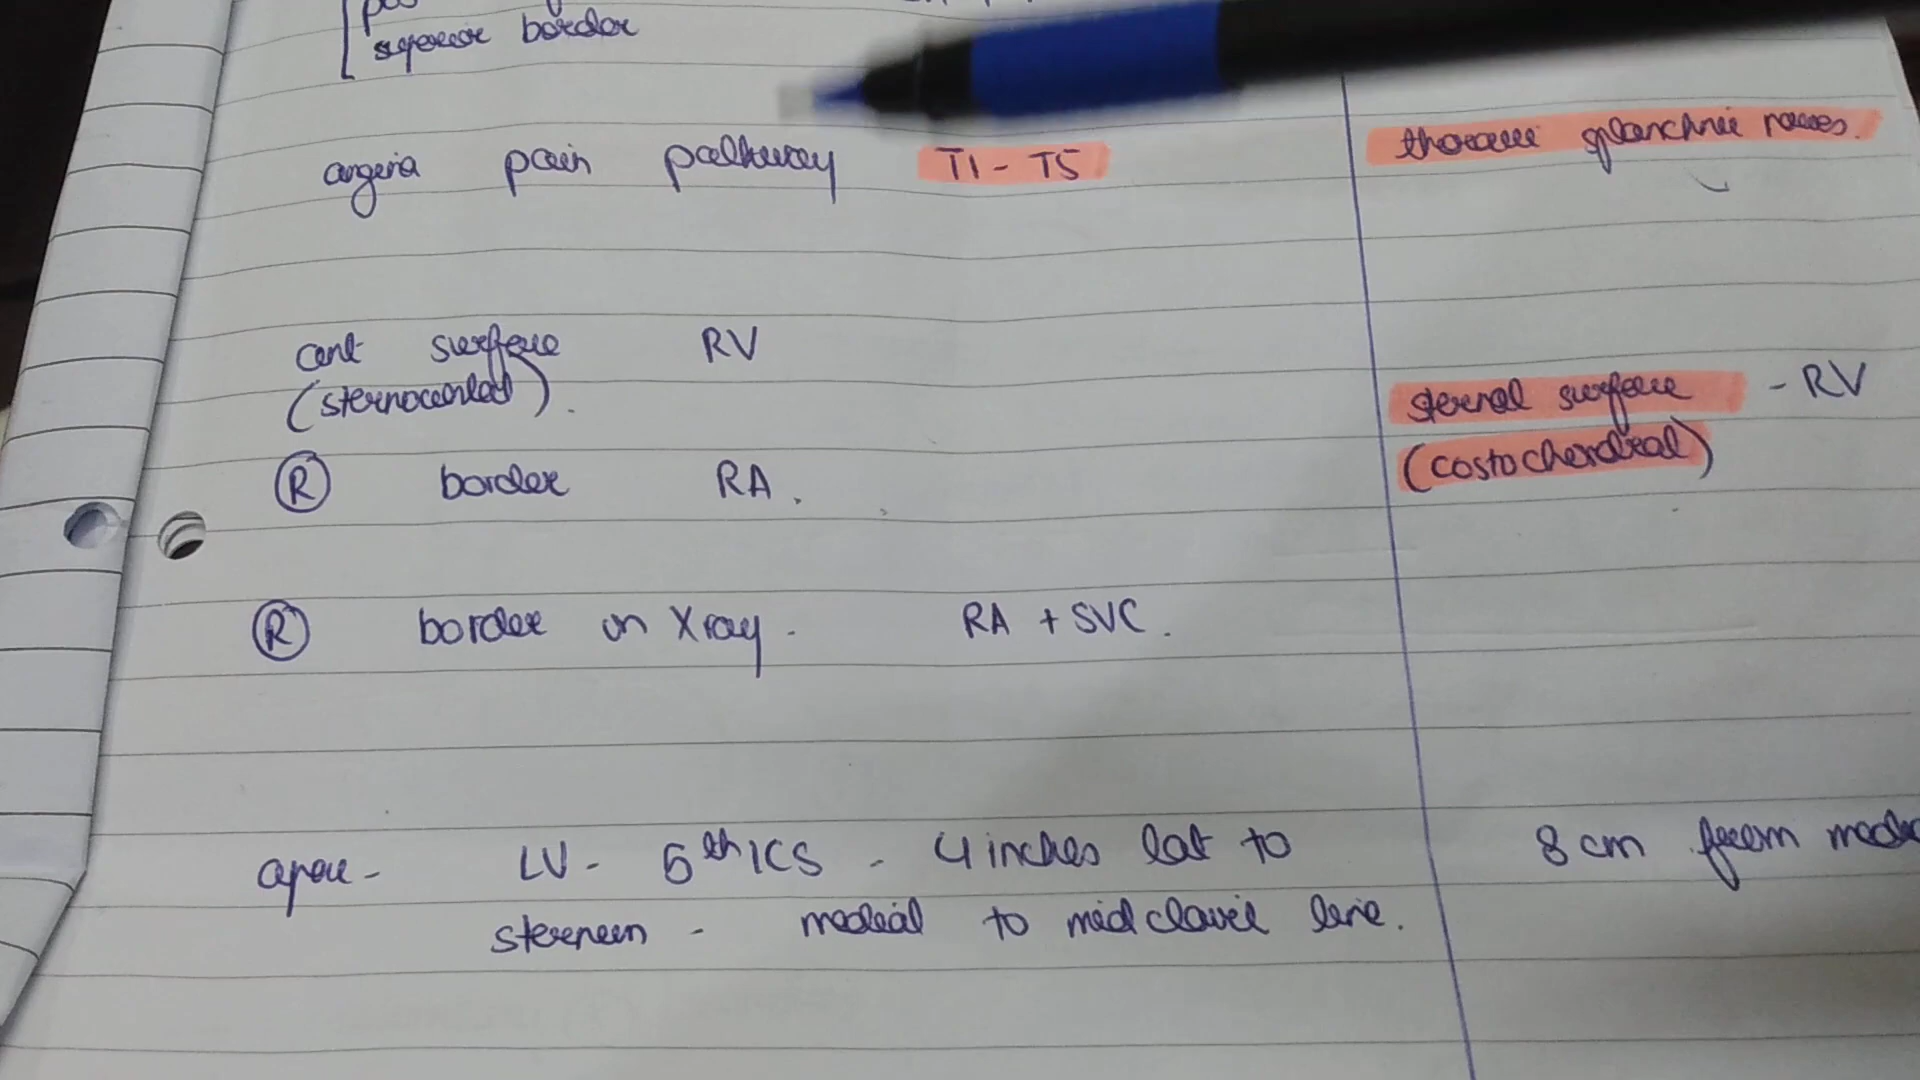 superior border
angina pain pathway T1 - T5
thoracic splanchnic nerves.
ant surface RV
(sternocostal).
sternal surface - RV
(costochondral)
R border RA.
R border on Xray. RA + SVC.
apex - LV - 5th ICS - 4 inches lat to
sternum - medial to midclavic line.
8 cm from